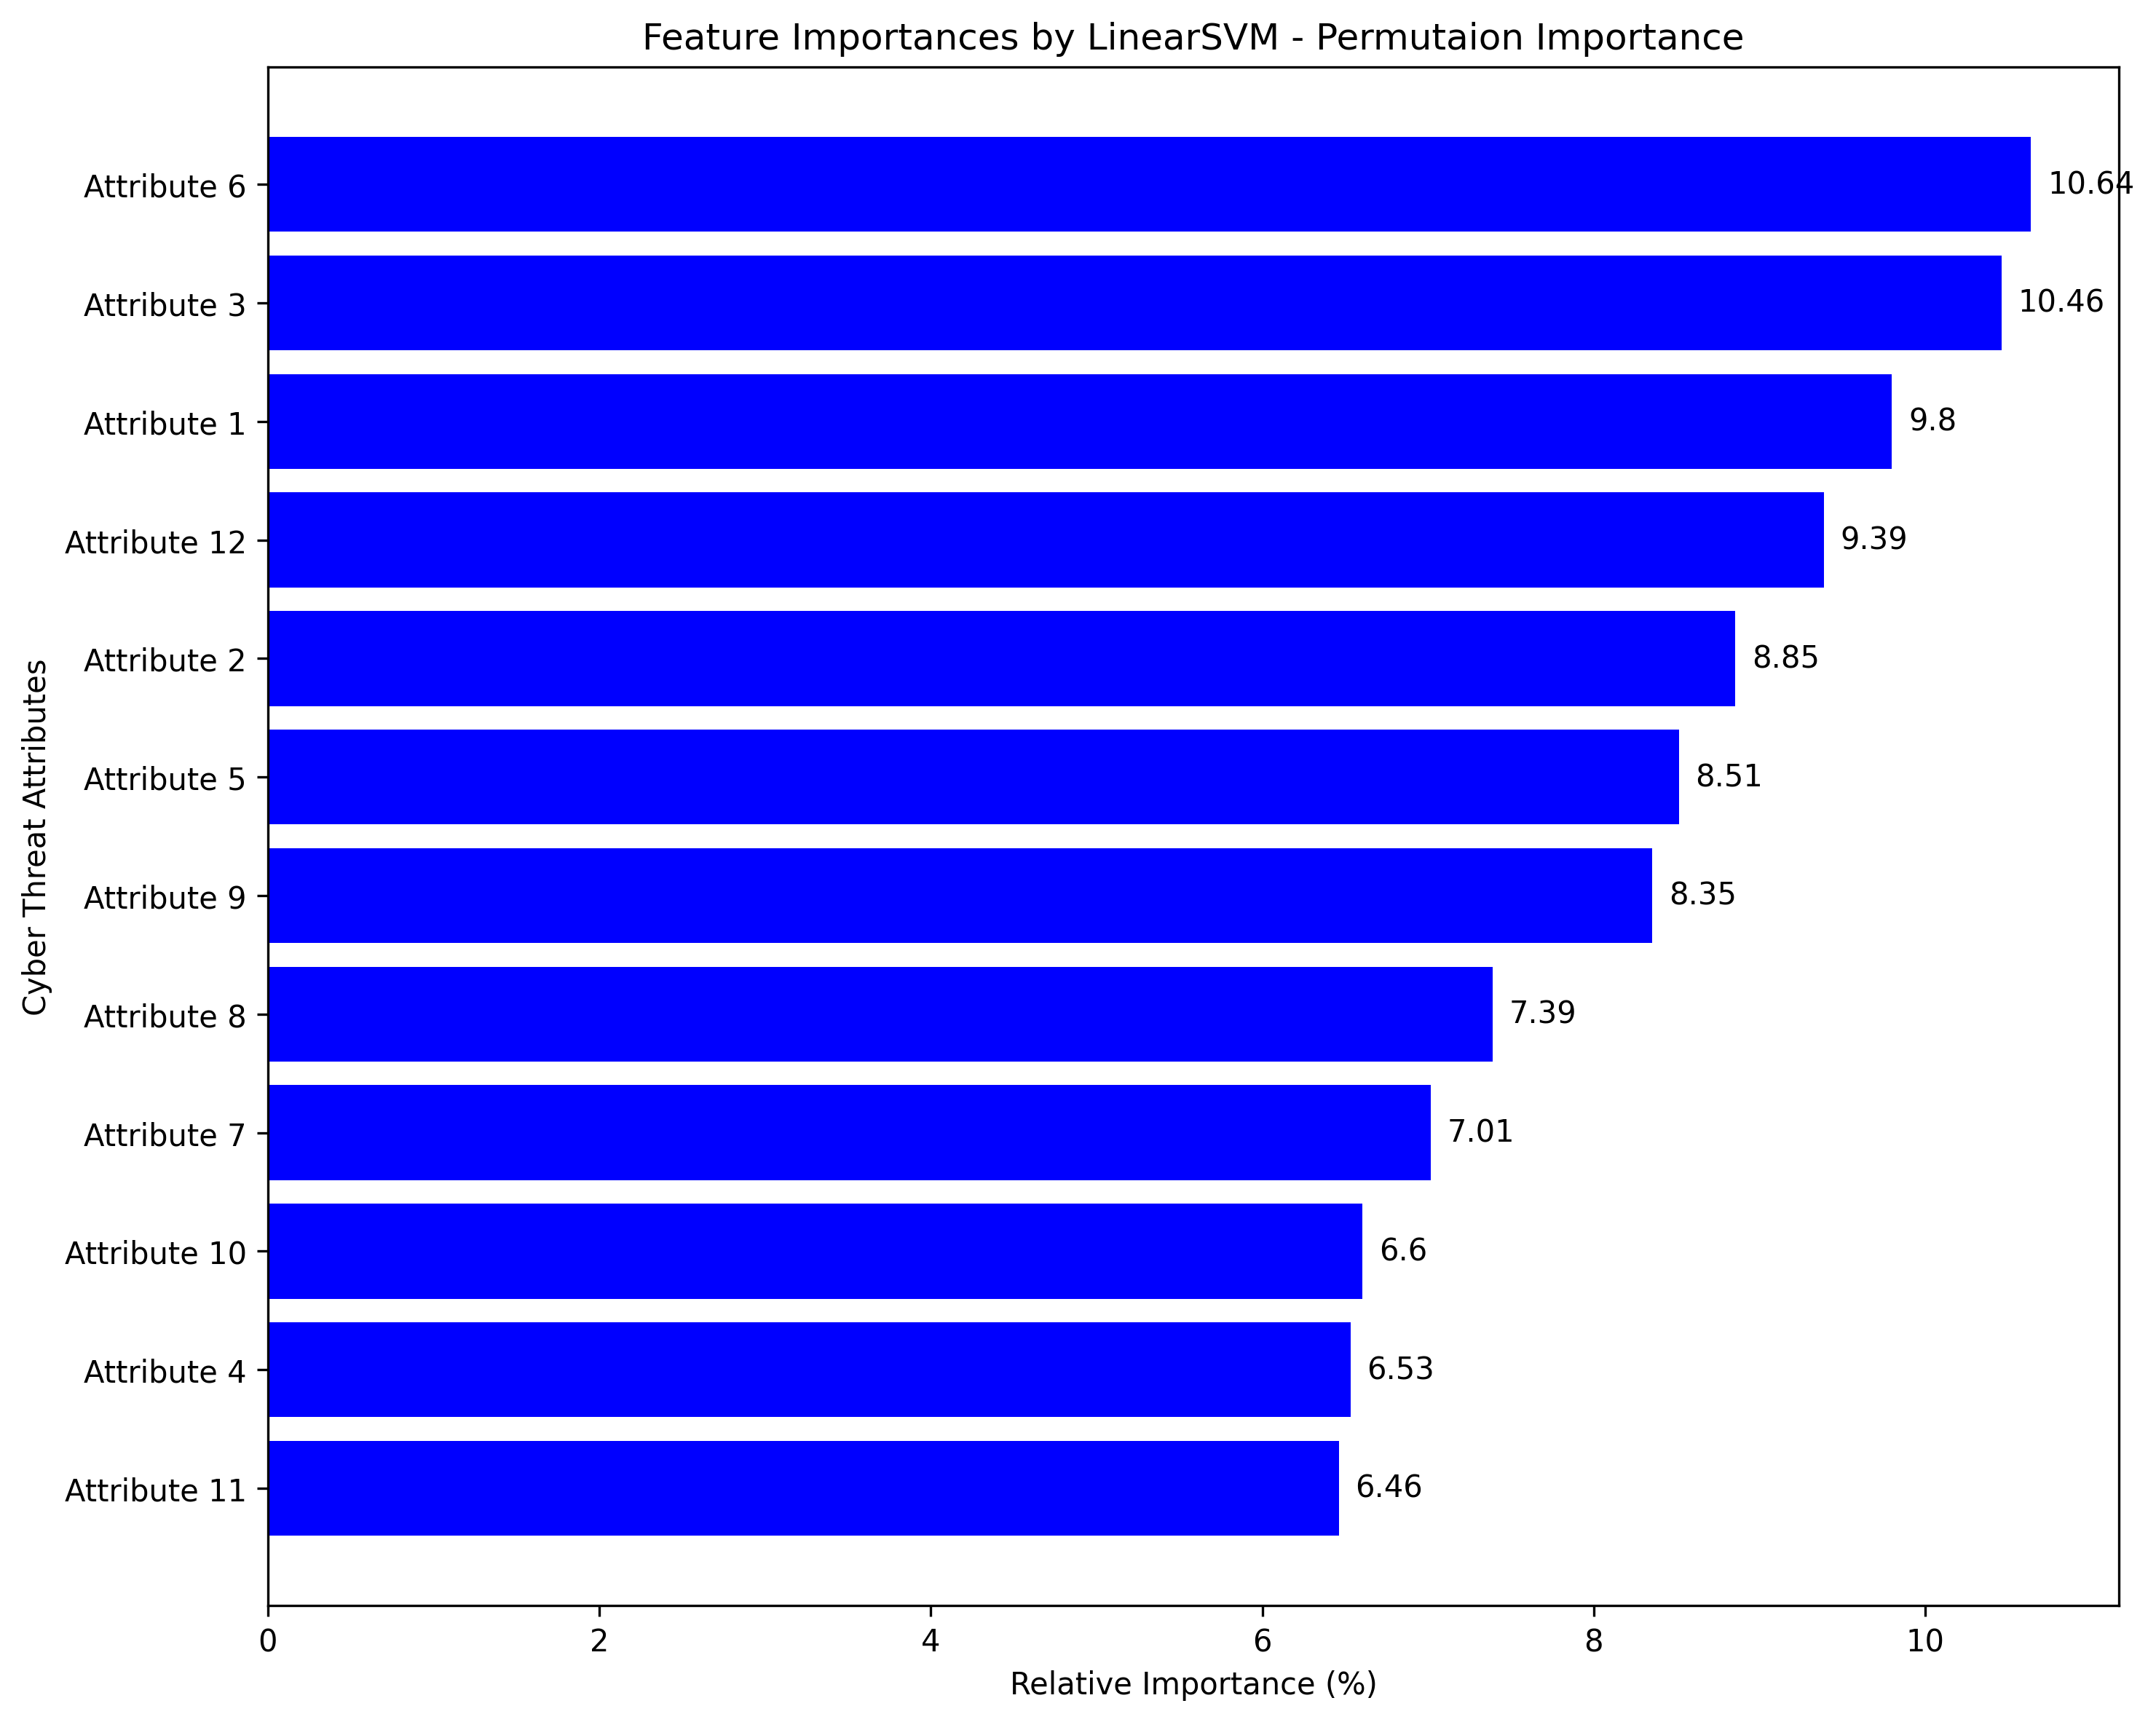 Feature Importances by LinearSVM - Permutaion Importance
Attribute 6
10.64
Attribute 3
10.46
Attribute 1
9.8
Attribute 12
9.39
Attribute 2
8.85
Attribute 5
8.51
Attribute 9
8.35
Attribute 8
7.39
Attribute 7
7.01
Attribute 10
6.6
Attribute 4
6.53
Attribute 11
6.46
Cyber Threat Attributes
0 2 4 6 8 10
Relative Importance (%)